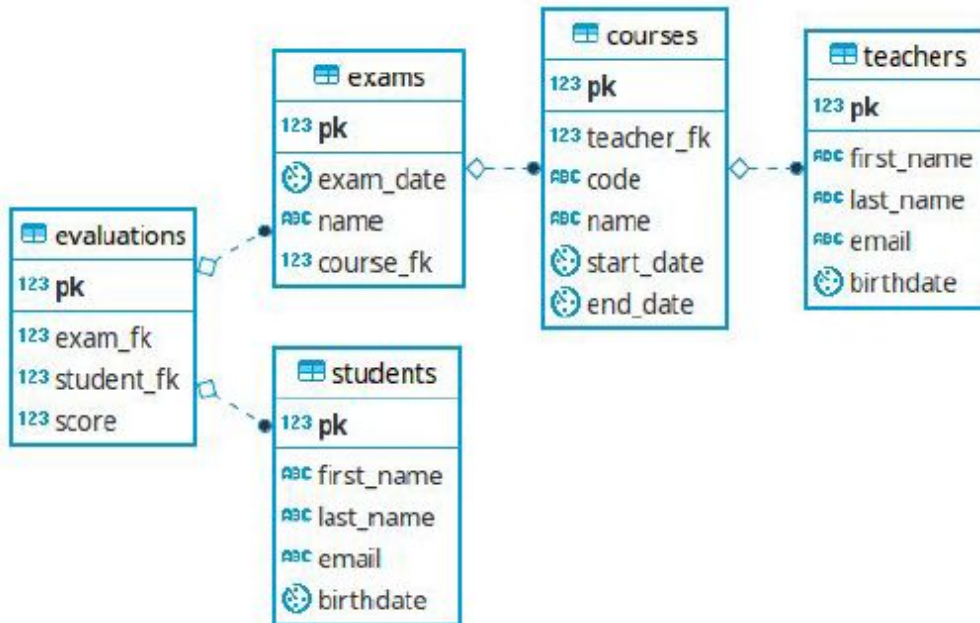 evaluations
123 pk
123 exam_fk
123 student_fk
123 score
exams
123 pk
exam_date
ABC name
123 course_fk
students
123 pk
ABC first_name
ABC last_name
ABC email
birthdate
courses
123 pk
123 teacher_fk
ABC code
ABC name
start_date
end_date
teachers
123 pk
ABC first_name
ABC last_name
ABC email
birthdate